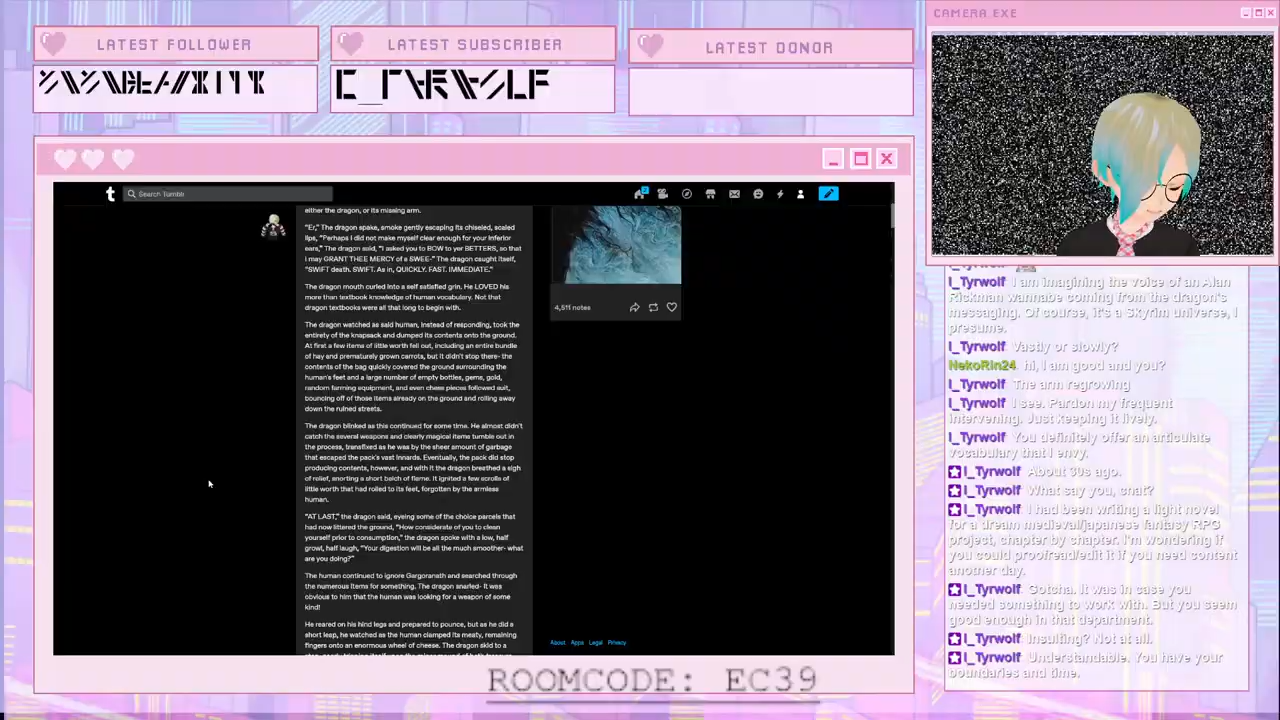 LATEST FOLLOWER
LATEST SUBSCRIBER
LATEST DONOR
CAMERA.EXE
I_TYRWOLF
t
Search Tumblr
2
either the dragon, or its missing arm.
"Er," The dragon spake, smoke gently escaping its chiseled, scaled
lips, "Perhaps I did not make myself clear enough for your inferior
ears," The dragon said, "I asked you to BOW to yer BETTERS, so that
I may GRANT THEE MERCY of a SWEE-" The dragon caught itself,
"SWIFT death. SWIFT. As in, QUICKLY. FAST. IMMEDIATE."
The dragon mouth curled into a self satisfied grin. He LOVED his
more than textbook knowledge of human vocabulary. Not that
dragon textbooks were all that long to begin with.
The dragon watched as said human, instead of responding, took the
entirety of the knapsack and dumped its contents onto the ground.
At first a few items of little worth fell out, including an entire bundle
of hay and prematurely grown carrots, but it didn't stop there- the
contents of the bag quickly covered the ground surrounding the
human's feet and a large number of empty bottles, gems, gold,
random farming equipment, and even chess pieces followed suit,
bouncing off of those items already on the ground and rolling away
down the ruined streets.
The dragon blinked as this continued for some time. He almost didn't
catch the several weapons and clearly magical items tumble out in
the process, transfixed as he was by the sheer amount of garbage
that escaped the pack's vast innards. Eventually, the pack did stop
producing contents, however, and with it the dragon breathed a sigh
of relief, snorting a short belch of flame. It ignited a few scrolls of
little worth that had rolled to its feet, forgotten by the armless
human.
"AT LAST," the dragon said, eyeing some of the choice parcels that
had now littered the ground, "How considerate of you to clean
yourself prior to consumption," the dragon spoke with a low, half
growl, half laugh, "Your digestion will be all the much smoother- what
are you doing?"
The human continued to ignore Gargoranath and searched through
the numerous items for something. The dragon snarled- it was
obvious to him that the human was looking for a weapon of some
kind!
He reared on his hind legs and prepared to pounce, but as he did a
short leap, he watched as the human clamped its meaty, remaining
fingers onto an enormous wheel of cheese. The dragon skid to a
4,511 notes
About Apps Legal Privacy
I_Tyrwolf I am imagining the voice of an Alan
Rickman wannabe coming from the dragon's
messaging. Of course, it's a Skyrim universe, I
presume.
I_Tyrwolf Vastly or slowly?
NekoRin24 hi, I am good and you?
I_Tyrwolf The arm regrowing
I_Tyrwolf I see. Pardon my frequent
intervening. Just keeping it lively.
I_Tyrwolf You definitely offer an articulate
vocabulary that I envy.
I_Tyrwolf About 30s ago.
I_Tyrwolf What say you, chat?
I_Tyrwolf I had been writing a light novel
for a dream medieval/japanese fantasy RPG
project, chapter by chapter. I'm wondering if
you could proofread/edit it if you need content
another day.
I_Tyrwolf Gotcha. It was in case you
needed something to work with. But you seem
good enough in that department.
I_Tyrwolf
I_Tyrwolf Understandable. You have your
boundaries and time.
ROOMCODE: EC39